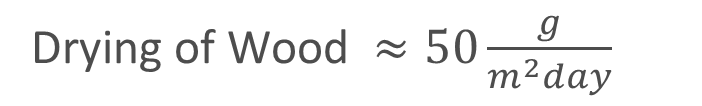 Drying of Wood ≈ 50 g/m²day